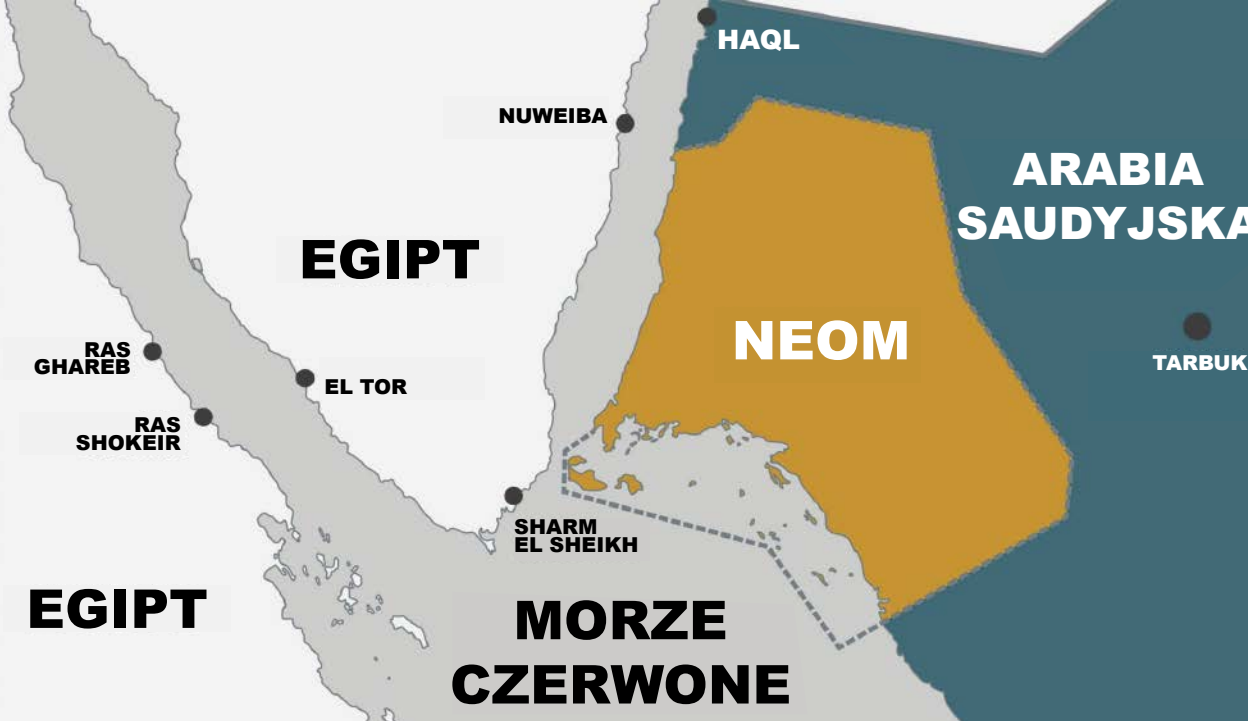 HAQL
NUWEIBA
ARABIA
SAUDYJSKA
EGIPT
NEOM
RAS
GHAREB
EL TOR
TARBUK
RAS
SHOKEIR
SHARM
EL SHEIKH
EGIPT
MORZE
CZERWONE